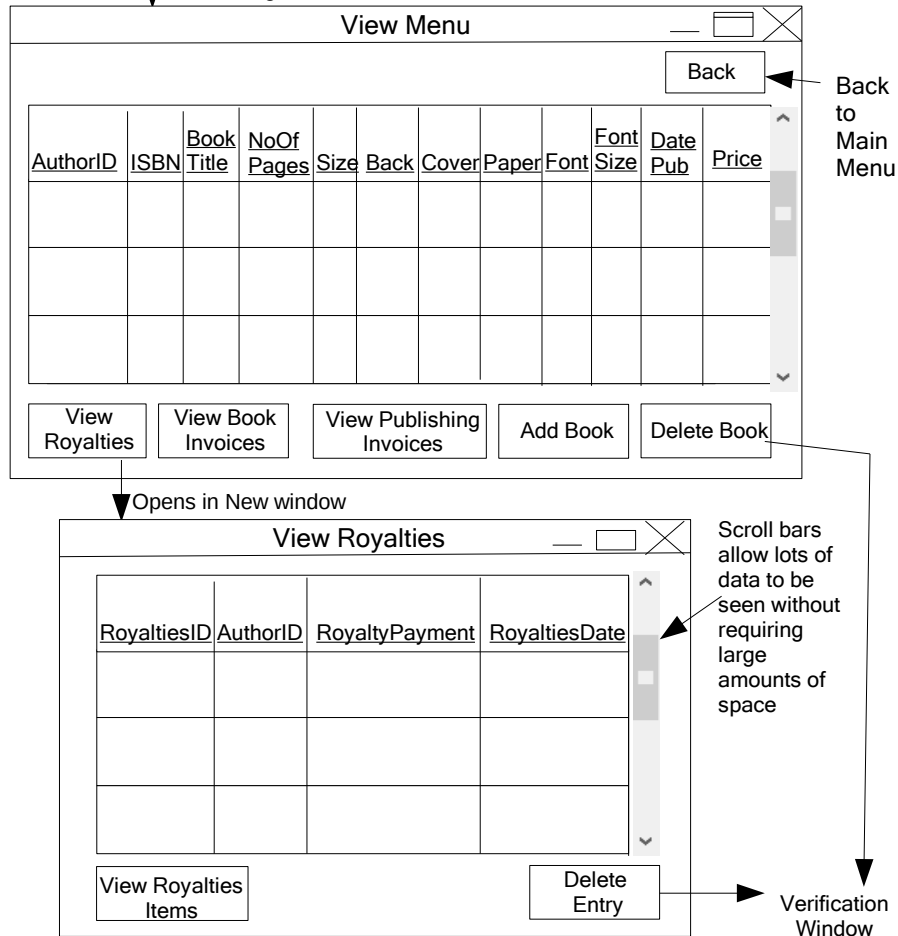 View Menu
Back
Back
to
Main
Menu
AuthorID
ISBN
Book
Title
NoOf
Pages
Size
Back
Cover
Paper
Font
Font
Size
Date
Pub
Price
View
Royalties
View Book
Invoices
View Publishing
Invoices
Add Book
Delete Book
Opens in New window
View Royalties
Scroll bars
allow lots of
data to be
seen without
requiring
large
amounts of
space
RoyaltiesID
AuthorID
RoyaltyPayment
RoyaltiesDate
View Royalties
Items
Delete
Entry
Verification
Window